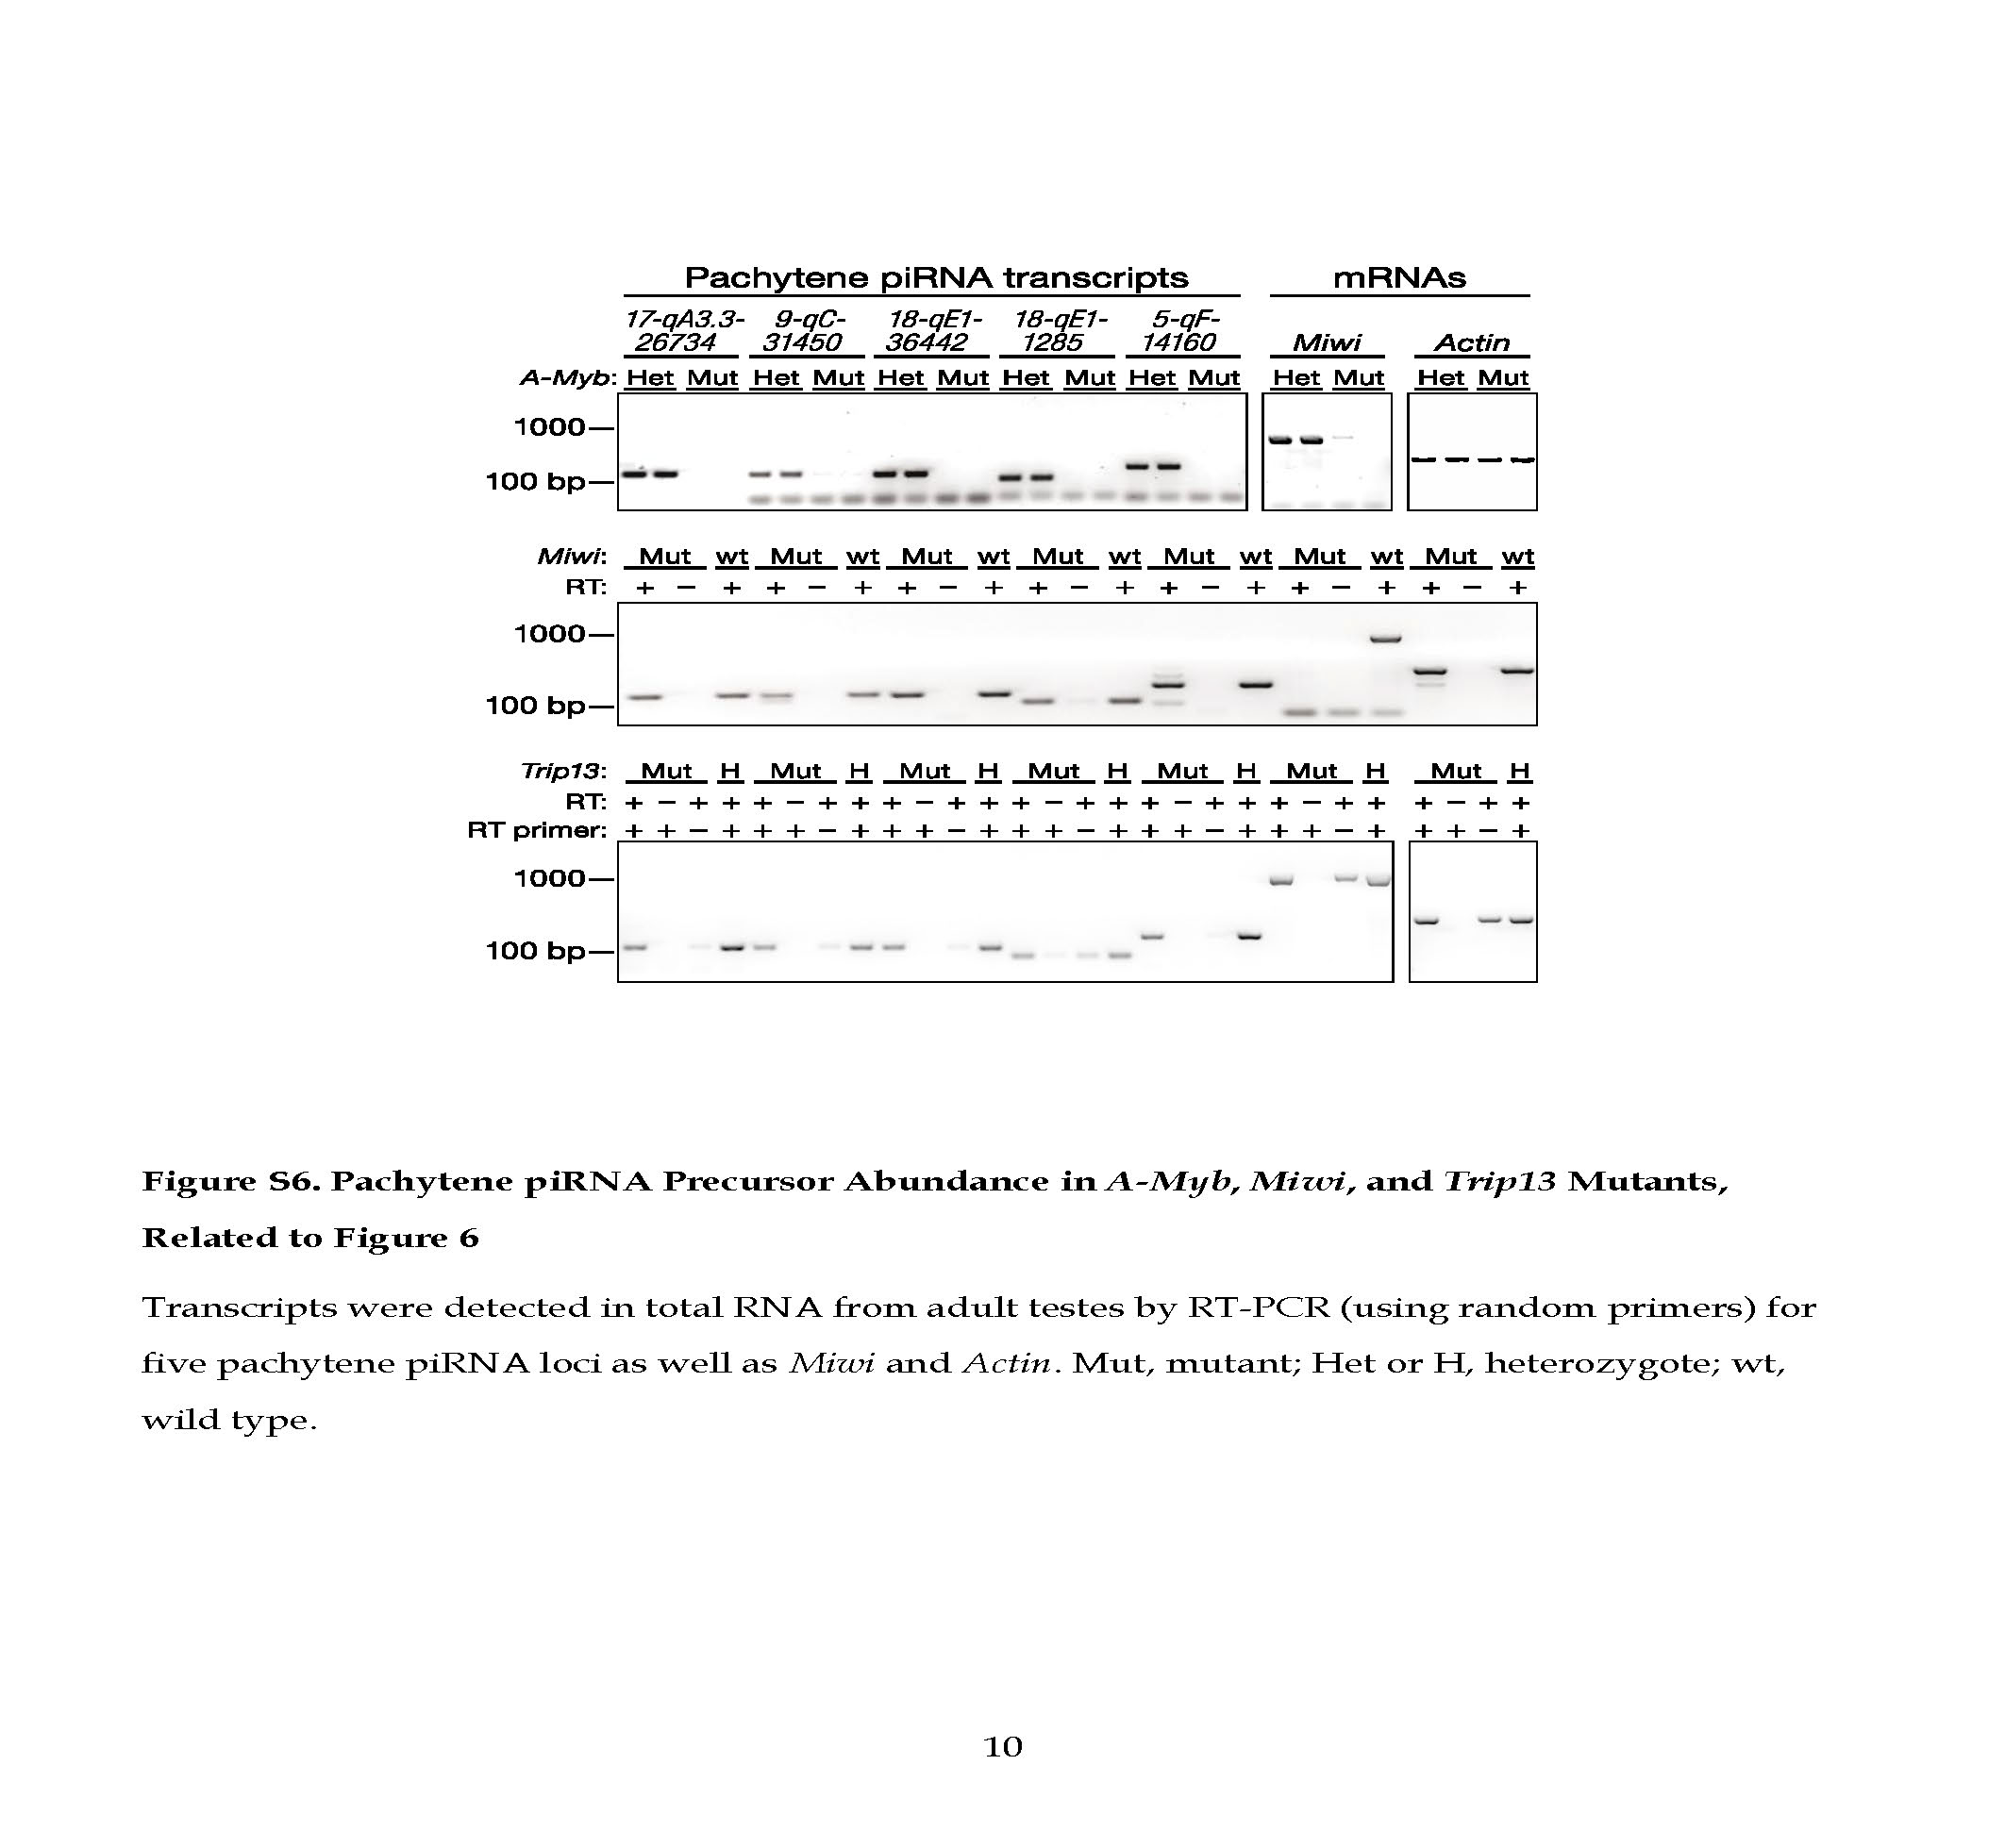 Pachytene piRNA transcripts mRNAs
17-qA3.3- 9-qC- 18-qE1- 18-qE1- 5-qF-
26734 31450 36442 1285 14160 Miwi Actin
A-Myb: Het Mut Het Mut Het Mut Het Mut Het Mut Het Mut Het Mut
1000
100 bp
Miwi: Mut wt Mut wt Mut wt Mut wt Mut wt Mut wt Mut wt
RT: + − + + − + + − + + − + + − + + − + + − +
1000
100 bp
Trip13: Mut H Mut H Mut H Mut H Mut H Mut H Mut H
RT: + − + + + − + + + − + + + − + + + − + + + − + + + − + +
RT primer: + + − + + + − + + + − + + + − + + + − + + + − + + + − +
1000
100 bp
Figure S6. Pachytene piRNA Precursor Abundance in A-Myb, Miwi, and Trip13 Mutants,
Related to Figure 6
Transcripts were detected in total RNA from adult testes by RT-PCR (using random primers) for
five pachytene piRNA loci as well as Miwi and Actin. Mut, mutant; Het or H, heterozygote; wt,
wild type.
10